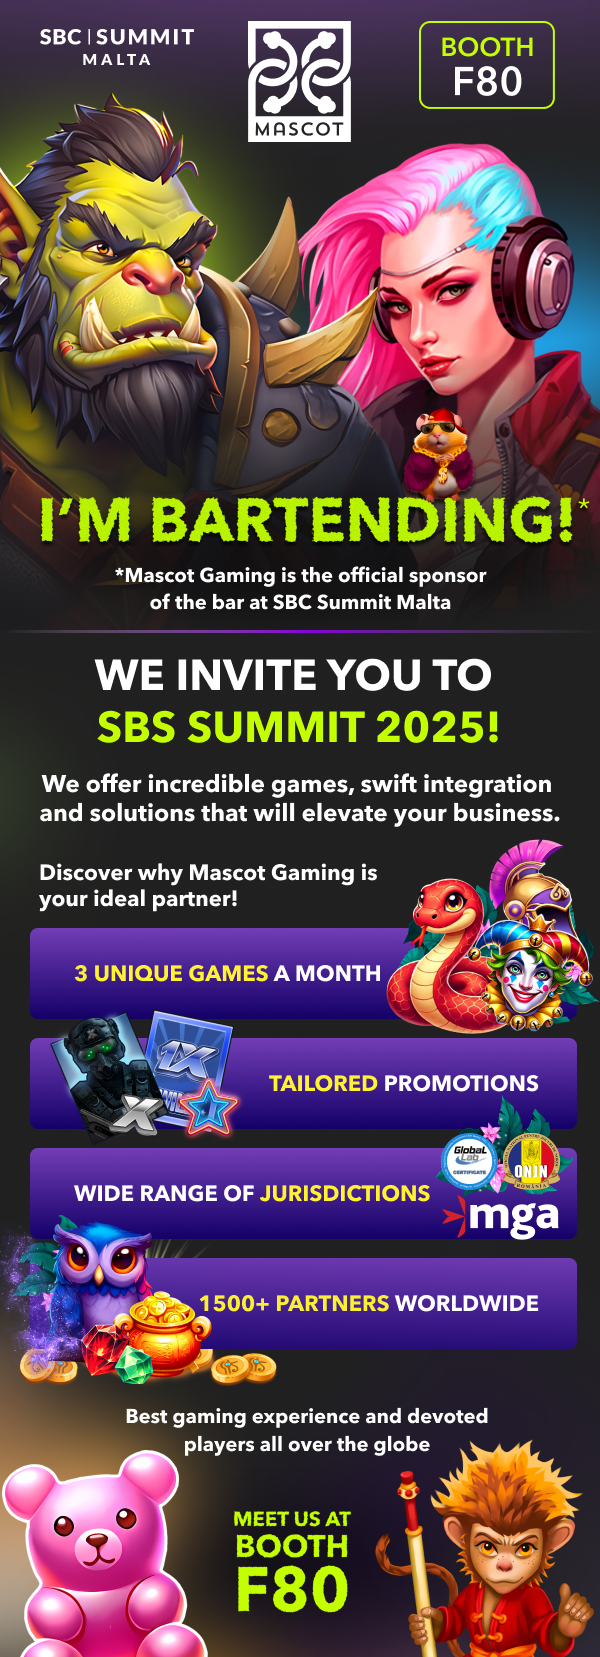 SBC | SUMMIT
MALTA
MASCOT
BOOTH
F80
I'M BARTENDING!*
*Mascot Gaming is the official sponsor
of the bar at SBC Summit Malta
WE INVITE YOU TO
SBS SUMMIT 2025!
We offer incredible games, swift integration
and solutions that will elevate your business.
Discover why Mascot Gaming is
your ideal partner!
3 UNIQUE GAMES A MONTH
1X
X
TAILORED PROMOTIONS
WIDE RANGE OF JURISDICTIONS
GlobaL
Lab
CERTIFICATE
ONJN
ROMANIA
mga
1500+ PARTNERS WORLDWIDE
Best gaming experience and devoted
players all over the globe
MEET US AT
BOOTH
F80